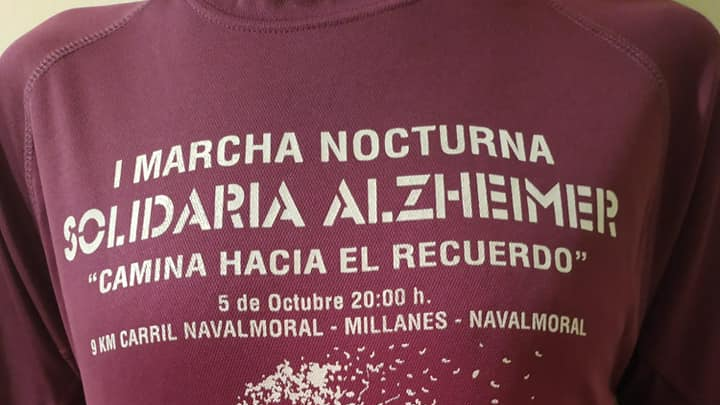 I MARCHA NOCTURNA
SOLIDARIA ALZHEIMER
"CAMINA HACIA EL RECUERDO"
5 de Octubre 20:00 h.
9 KM CARRIL NAVALMORAL - MILLANES - NAVALMORAL